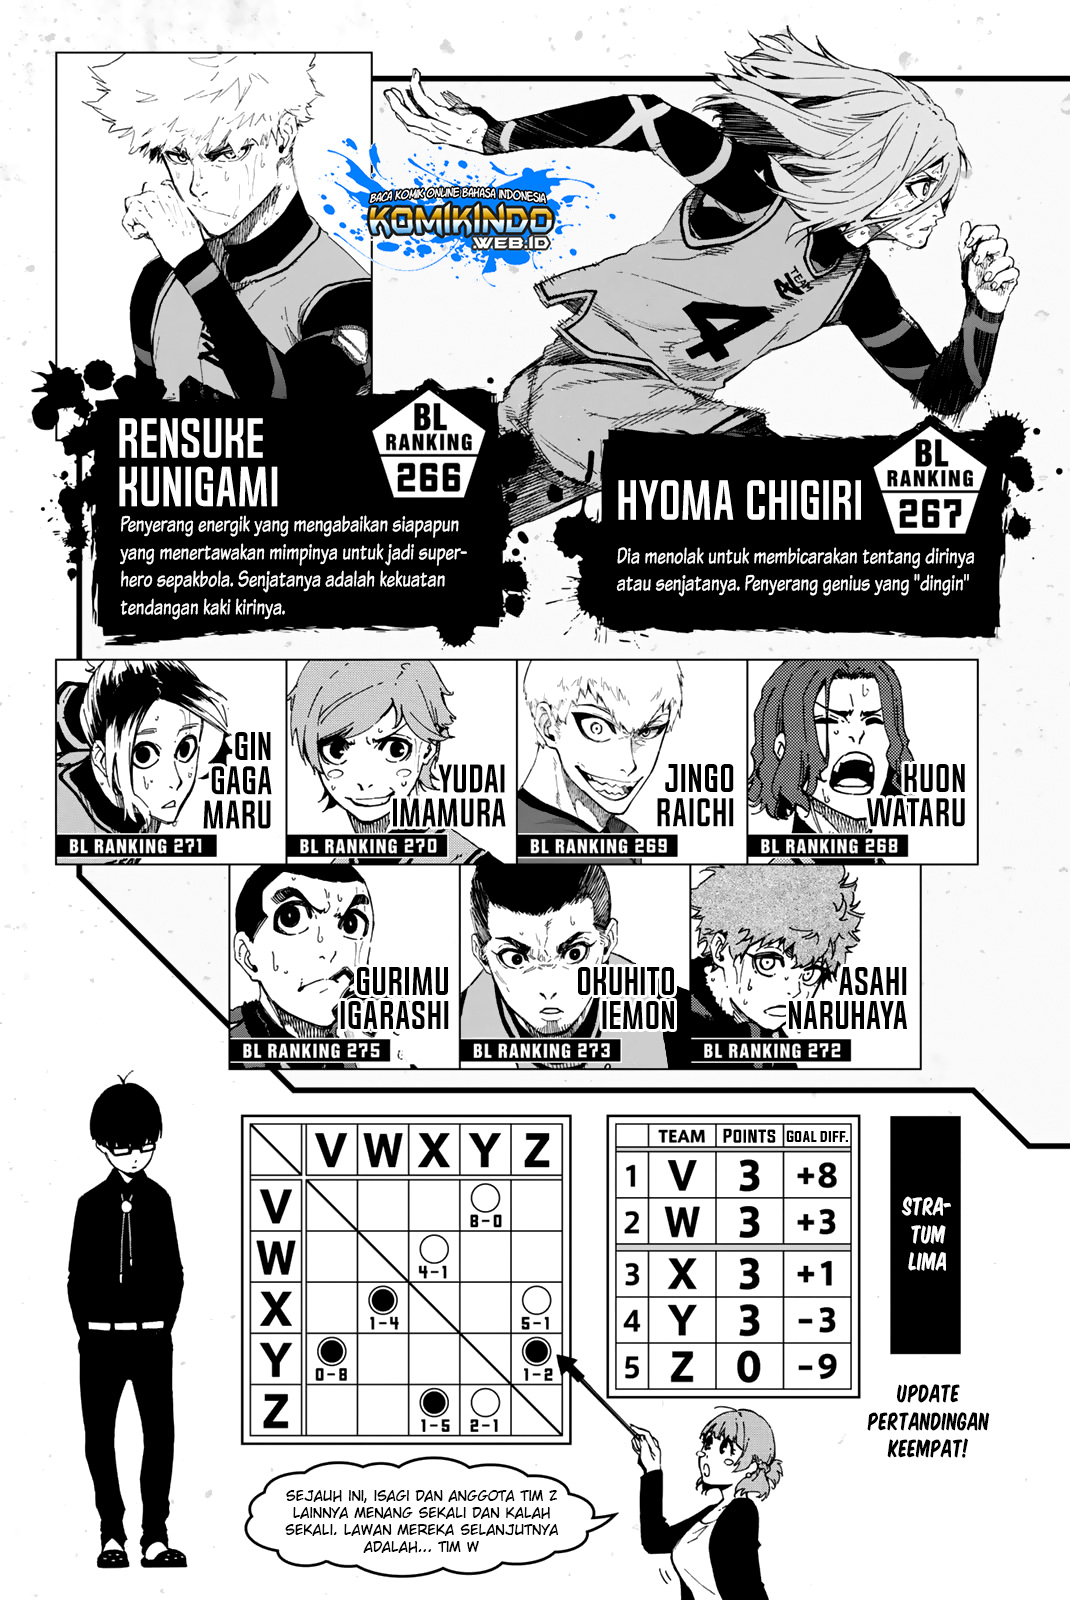 BACA KOMIK ONLINE BAHASA INDONESIA
KOMIKINDO
WEB.ID
4
TEAM
RENSUKE
KUNIGAMI
BL
RANKING
266
Penyerang energik yang mengabaikan siapapun
yang menertawakan mimpinya untuk jadi super-
hero sepakbola. Senjatanya adalah kekuatan
tendangan kaki kirinya.
HYOMA CHIGIRI
BL
RANKING
267
Dia menolak untuk membicarakan tentang dirinya
atau senjatanya. Penyerang genius yang "dingin"
GIN
GAGA
MARU
BL RANKING 271
YUDAI
IMAMURA
BL RANKING 270
JINGO
RAICHI
BL RANKING 269
KUON
WATARU
BL RANKING 268
GURIMU
IGARASHI
BL RANKING 275
OKUHITO
IEMON
BL RANKING 273
ASAHI
NARUHAYA
BL RANKING 272
V W X Y Z
V 8-0
W 4-1
X 1-4 5-1
Y 0-8 1-2
Z 1-5 2-1
TEAM POINTS GOAL DIFF.
1 V 3 +8
2 W 3 +3
3 X 3 +1
4 Y 3 -3
5 Z 0 -9
STRA-
TUM
LIMA
UPDATE
PERTANDINGAN
KEEMPAT!
SEJAUH INI, ISAGI DAN ANGGOTA TIM Z
LAINNYA MENANG SEKALI DAN KALAH
SEKALI. LAWAN MEREKA SELANJUTNYA
ADALAH... TIM W